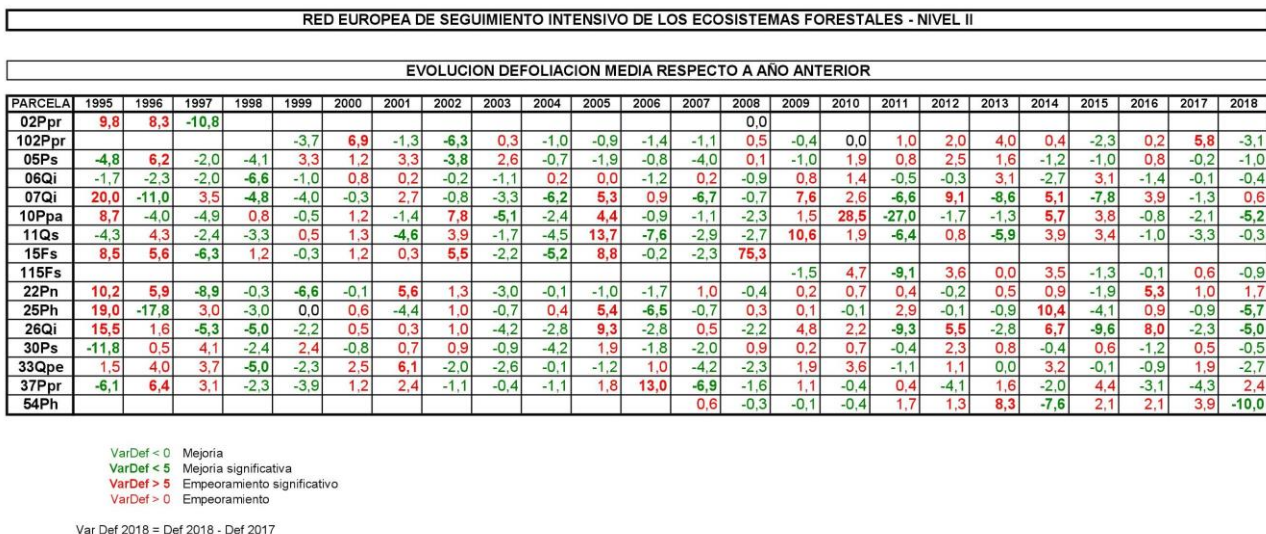 RED EUROPEA DE SEGUIMIENTO INTENSIVO DE LOS ECOSISTEMAS FORESTALES - NIVEL II
EVOLUCION DEFOLIACION MEDIA RESPECTO A AÑO ANTERIOR
PARCELA 1995 1996 1997 1998 1999 2000 2001 2002 2003 2004 2005 2006 2007 2008 2009 2010 2011 2012 2013 2014 2015 2016 2017 2018
02Ppr 9,8 8,3 -10,8 0,0
102Ppr -3,7 6,9 -1,3 -6,3 0,3 -1,0 -0,9 -1,4 -1,1 0,5 -0,4 0,0 1,0 2,0 4,0 0,4 -2,3 0,2 5,8 -3,1
05Ps -4,8 6,2 -2,0 -4,1 3,3 1,2 3,3 -3,8 2,6 -0,7 -1,9 -0,8 -4,0 0,1 -1,0 1,9 0,8 2,5 1,6 -1,2 -1,0 0,8 -0,2 -1,0
06Qi -1,7 -2,3 -2,0 -6,6 -1,0 0,8 0,2 -0,2 -1,1 0,2 0,0 -1,2 0,2 -0,9 0,8 1,4 -0,5 -0,3 3,1 -2,7 3,1 -1,4 -0,1 -0,4
07Qi 20,0 -11,0 3,5 -4,8 -4,0 -0,3 2,7 -0,8 -3,3 -6,2 5,3 0,9 -6,7 -0,7 7,6 2,6 -6,6 9,1 -8,6 5,1 -7,8 3,9 -1,3 0,6
10Ppa 8,7 -4,0 -4,9 0,8 -0,5 1,2 -1,4 7,8 -5,1 -2,4 4,4 -0,9 -1,1 -2,3 1,5 28,5 -27,0 -1,7 -1,3 5,7 3,8 -0,8 -2,1 -5,2
11Qs -4,3 4,3 -2,4 -3,3 0,5 1,3 -4,6 3,9 -1,7 -4,5 13,7 -7,6 -2,9 -2,7 10,6 1,9 -6,4 0,8 -5,9 3,9 3,4 -1,0 -3,3 -0,3
15Fs 8,5 5,6 -6,3 1,2 -0,3 1,2 0,3 5,5 -2,2 -5,2 8,8 -0,2 -2,3 75,3
115Fs -1,5 4,7 -9,1 3,6 0,0 3,5 -1,3 -0,1 0,6 -0,9
22Pn 10,2 5,9 -8,9 -0,3 -6,6 -0,1 5,6 1,3 -3,0 -0,1 -1,0 -1,7 1,0 -0,4 0,2 0,7 0,4 -0,2 0,5 0,9 -1,9 5,3 1,0 1,7
25Ph 19,0 -17,8 3,0 -3,0 0,0 0,6 -4,4 1,0 -0,7 0,4 5,4 -6,5 -0,7 0,3 0,1 -0,1 2,9 -0,1 -0,9 10,4 -4,1 0,9 -0,9 -5,7
26Qi 15,5 1,6 -5,3 -5,0 -2,2 0,5 0,3 1,0 -4,2 -2,8 9,3 -2,8 0,5 -2,2 4,8 2,2 -9,3 5,5 -2,8 6,7 -9,6 8,0 -2,3 -5,0
30Ps -11,8 0,5 4,1 -2,4 2,4 -0,8 0,7 0,9 -0,9 -4,2 1,9 -1,8 -2,0 0,9 0,2 0,7 -0,4 2,3 0,8 -0,4 0,6 -1,2 0,5 -0,5
33Qpe 1,5 4,0 3,7 -5,0 -2,3 2,5 6,1 -2,0 -2,6 -0,1 -1,2 1,0 -4,2 -2,3 1,9 3,6 -1,1 1,1 0,0 3,2 -0,1 -0,9 1,9 -2,7
37Ppr -6,1 6,4 3,1 -2,3 -3,9 1,2 2,4 -1,1 -0,4 -1,1 1,8 13,0 -6,9 -1,6 1,1 -0,4 0,4 -4,1 1,6 -2,0 4,4 -3,1 -4,3 2,4
54Ph 0,6 -0,3 -0,1 -0,4 1,7 1,3 8,3 -7,6 2,1 2,1 3,9 -10,0
VarDef < 0 Mejoria
VarDef < 5 Mejoria significativa
VarDef > 5 Empeoramiento significativo
VarDef > 0 Empeoramiento
Var Def 2018 = Def 2018 - Def 2017